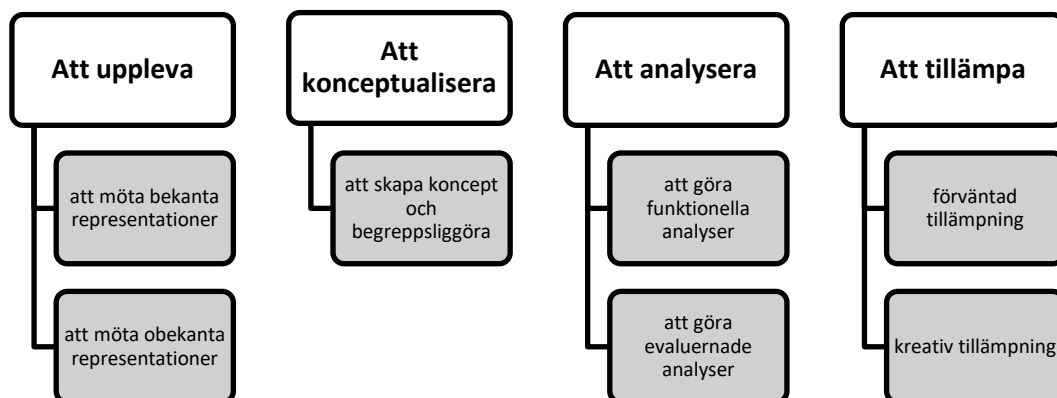 Att uppleva
att möta bekanta
representationer
att möta obekanta
representationer
Att
konceptualisera
att skapa koncept
och
begreppsliggöra
Att analysera
att göra
funktionella
analyser
att göra
evaluernade
analyser
Att tillämpa
förväntad
tillämpning
kreativ tillämpning